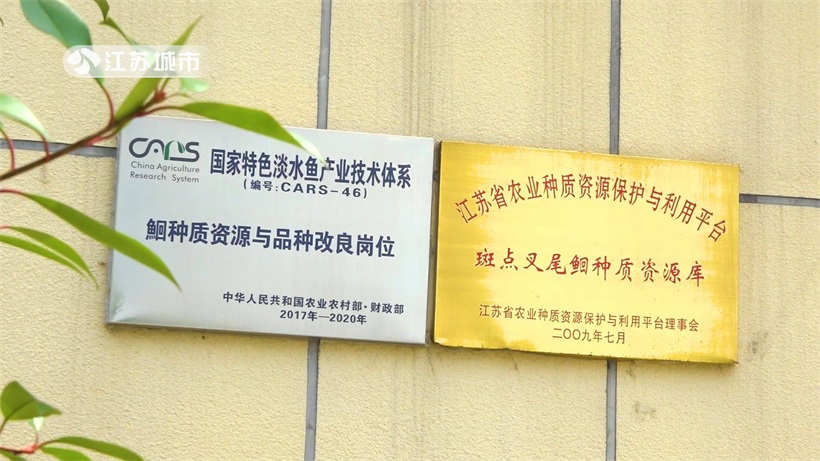 江苏城市
CARS
China Agriculture
Research System
国家特色淡水鱼产业技术体系
(编号:CARS-46)
鮰种质资源与品种改良岗位
中华人民共和国农业农村部·财政部
2017年—2020年
江苏省农业种质资源保护与利用平台
斑点叉尾鮰种质资源库
江苏省农业种质资源保护与利用平台理事会
二〇〇九年七月